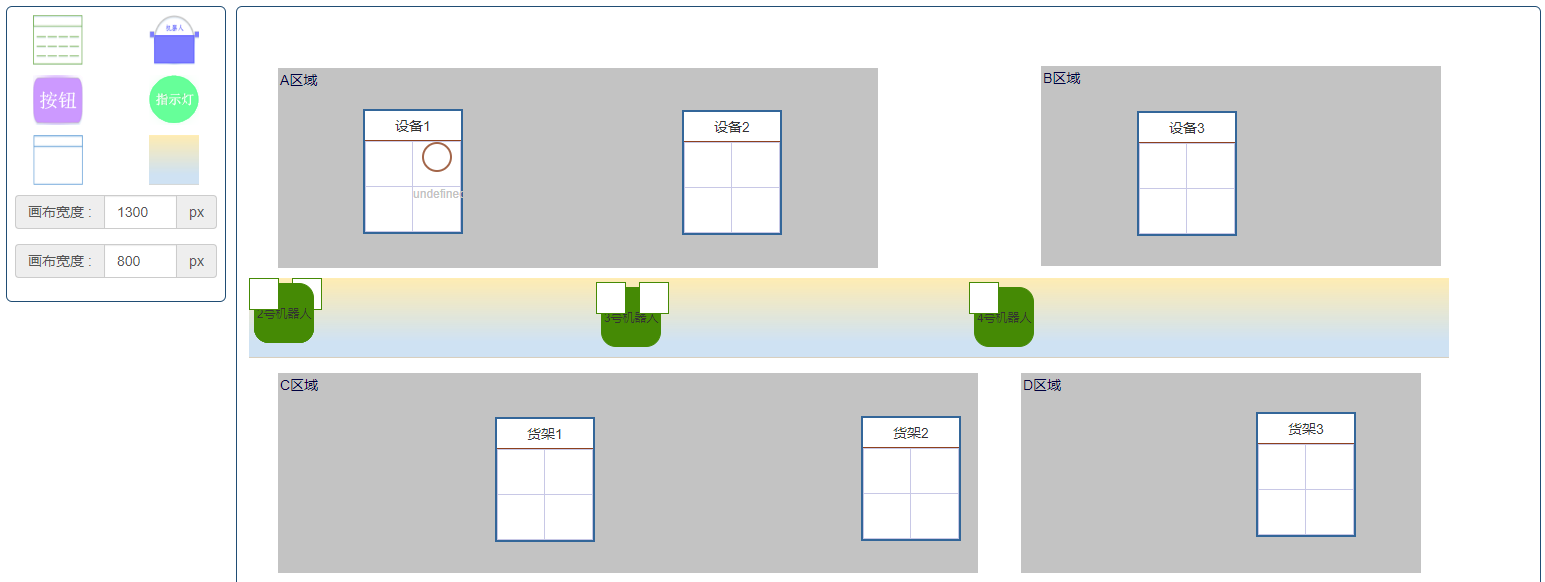 机器人
按钮
指示灯
画布宽度 :
1300
px
画布宽度 :
800
px
A区域
设备1
undefined
设备2
B区域
设备3
2号机器人
3号机器人
4号机器人
C区域
货架1
货架2
D区域
货架3